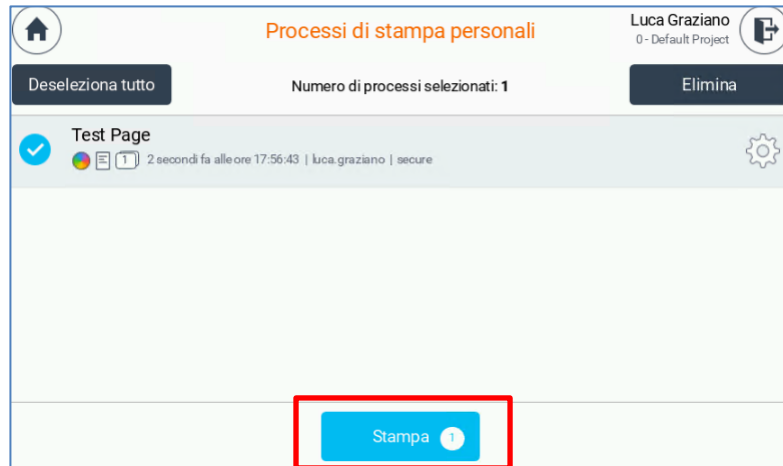 Processi di stampa personali
Luca Graziano
0 - Default Project
Deseleziona tutto
Numero di processi selezionati: 1
Elimina
Test Page
1 2 secondi fa alle ore 17:56:43 | luca.graziano | secure
Stampa 1